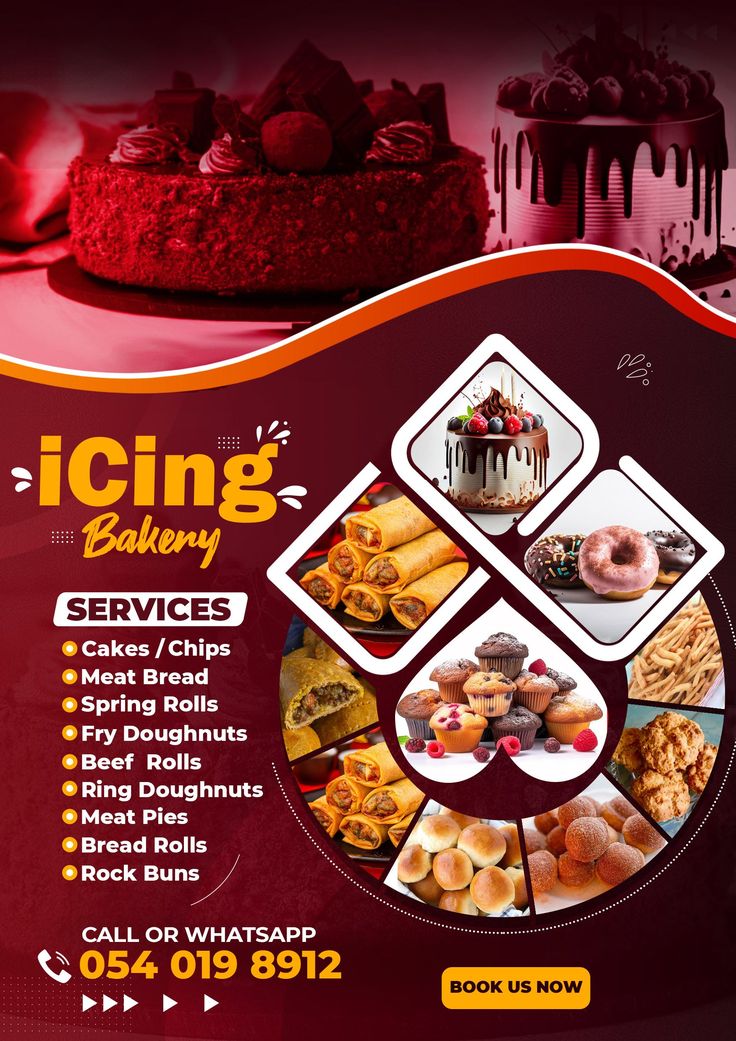 iCing
Bakery
SERVICES
Cakes / Chips
Meat Bread
Spring Rolls
Fry Doughnuts
Beef Rolls
Ring Doughnuts
Meat Pies
Bread Rolls
Rock Buns
CALL OR WHATSAPP
054 019 8912
BOOK US NOW